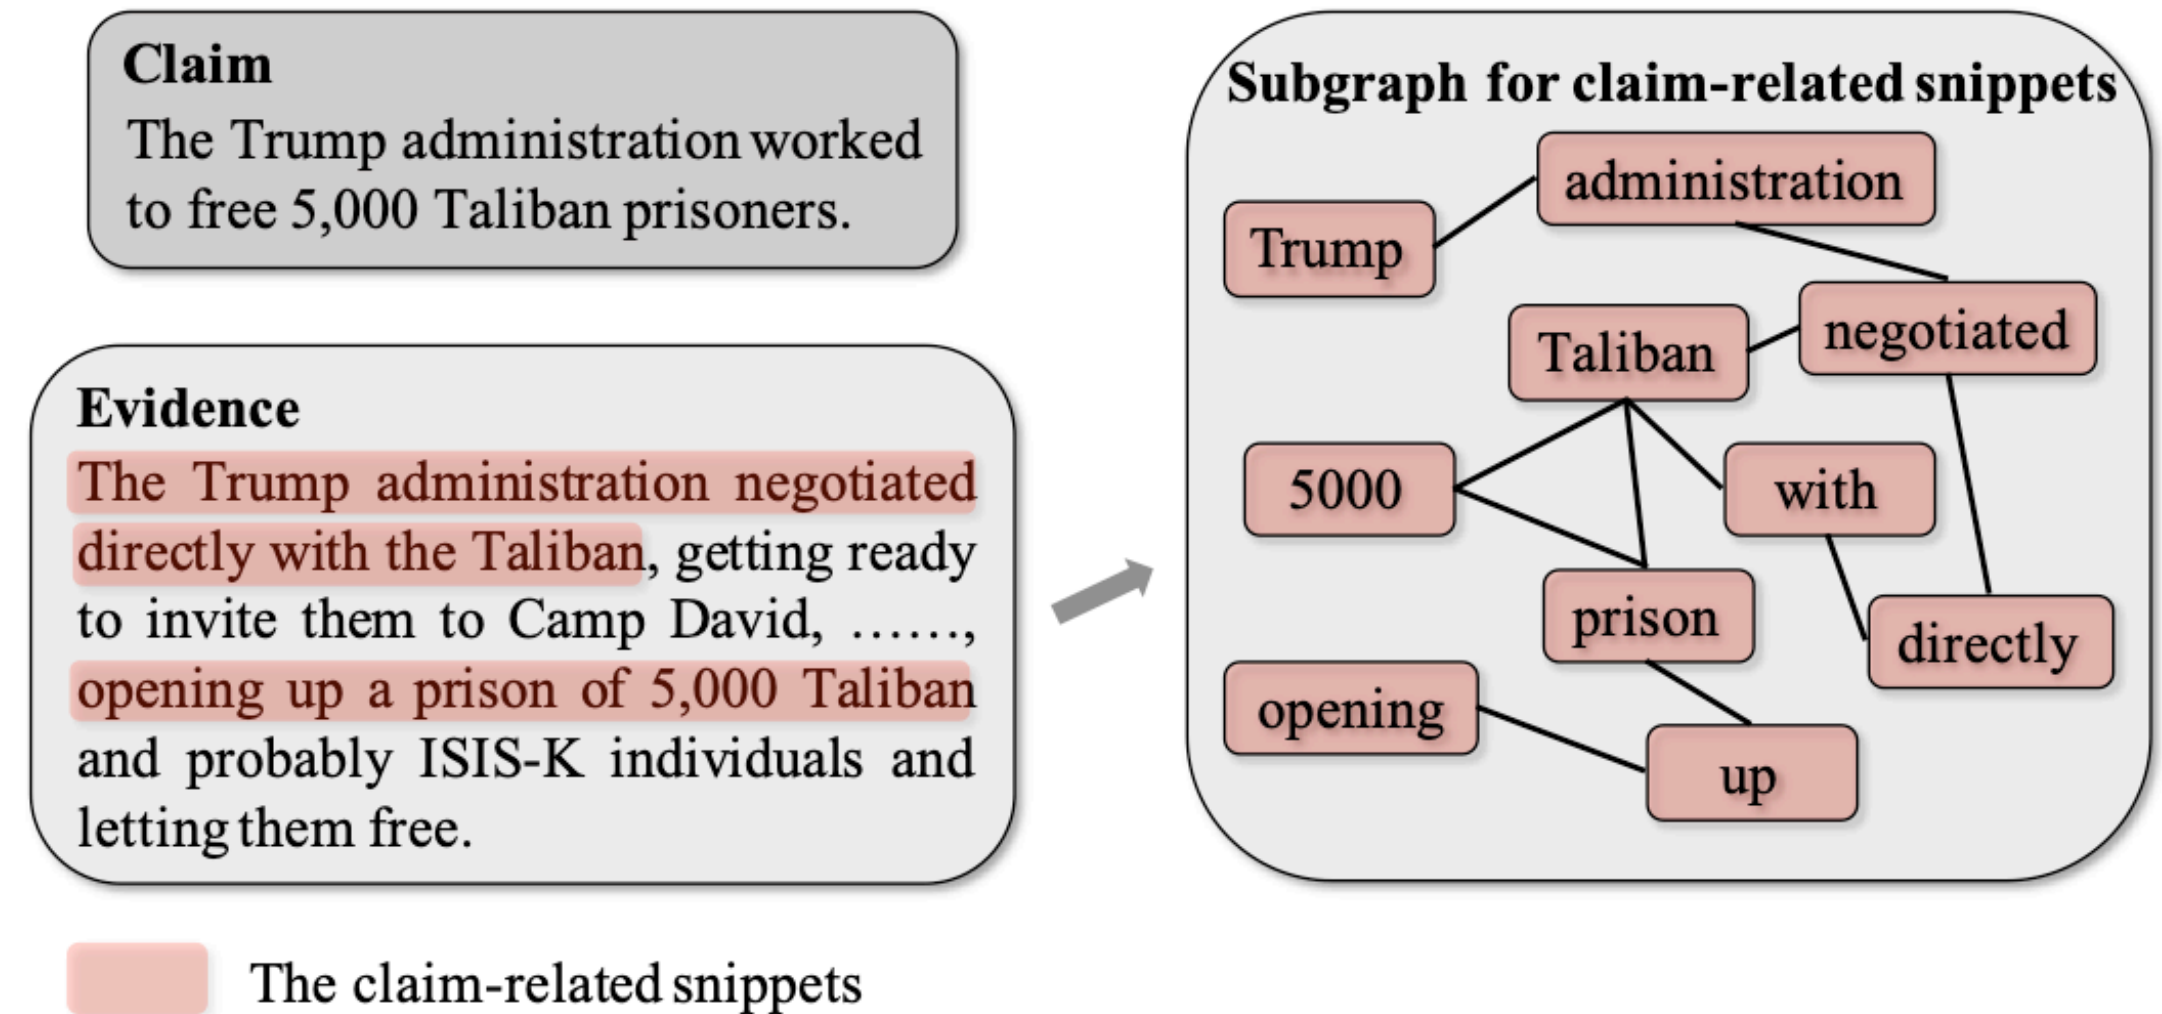 Claim
The Trump administration worked
to free 5,000 Taliban prisoners.
Evidence
The Trump administration negotiated
directly with the Taliban, getting ready
to invite them to Camp David, ……,
opening up a prison of 5,000 Taliban
and probably ISIS-K individuals and
letting them free.
The claim-related snippets
Subgraph for claim-related snippets
administration
Trump
negotiated
Taliban
5000
with
prison
directly
opening
up